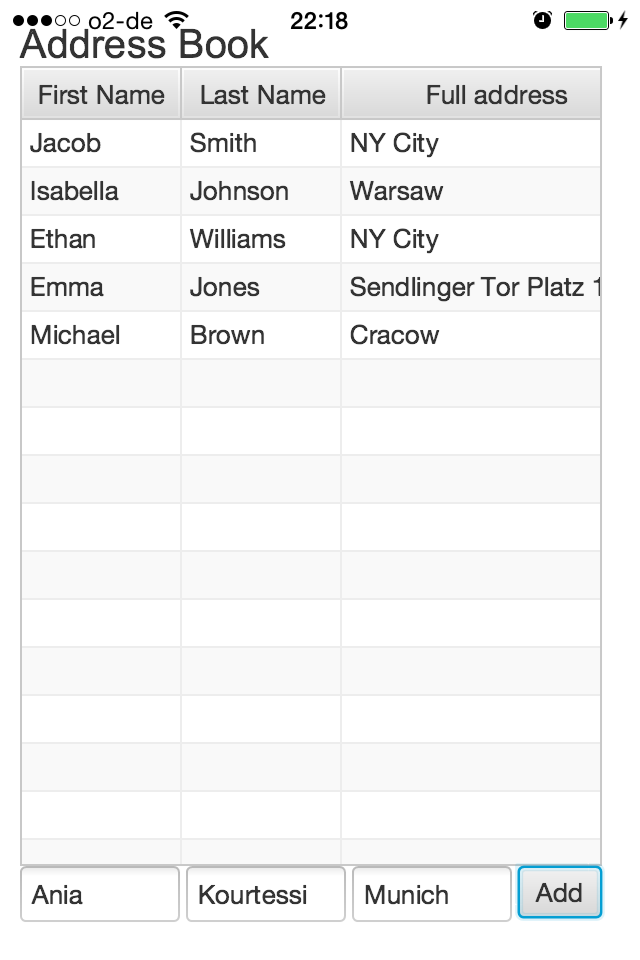 o2-de 22:18
Address Book
First Name Last Name Full address
Jacob Smith NY City
Isabella Johnson Warsaw
Ethan Williams NY City
Emma Jones Sendlinger Tor Platz 1
Michael Brown Cracow
Ania Kourtessi Munich Add